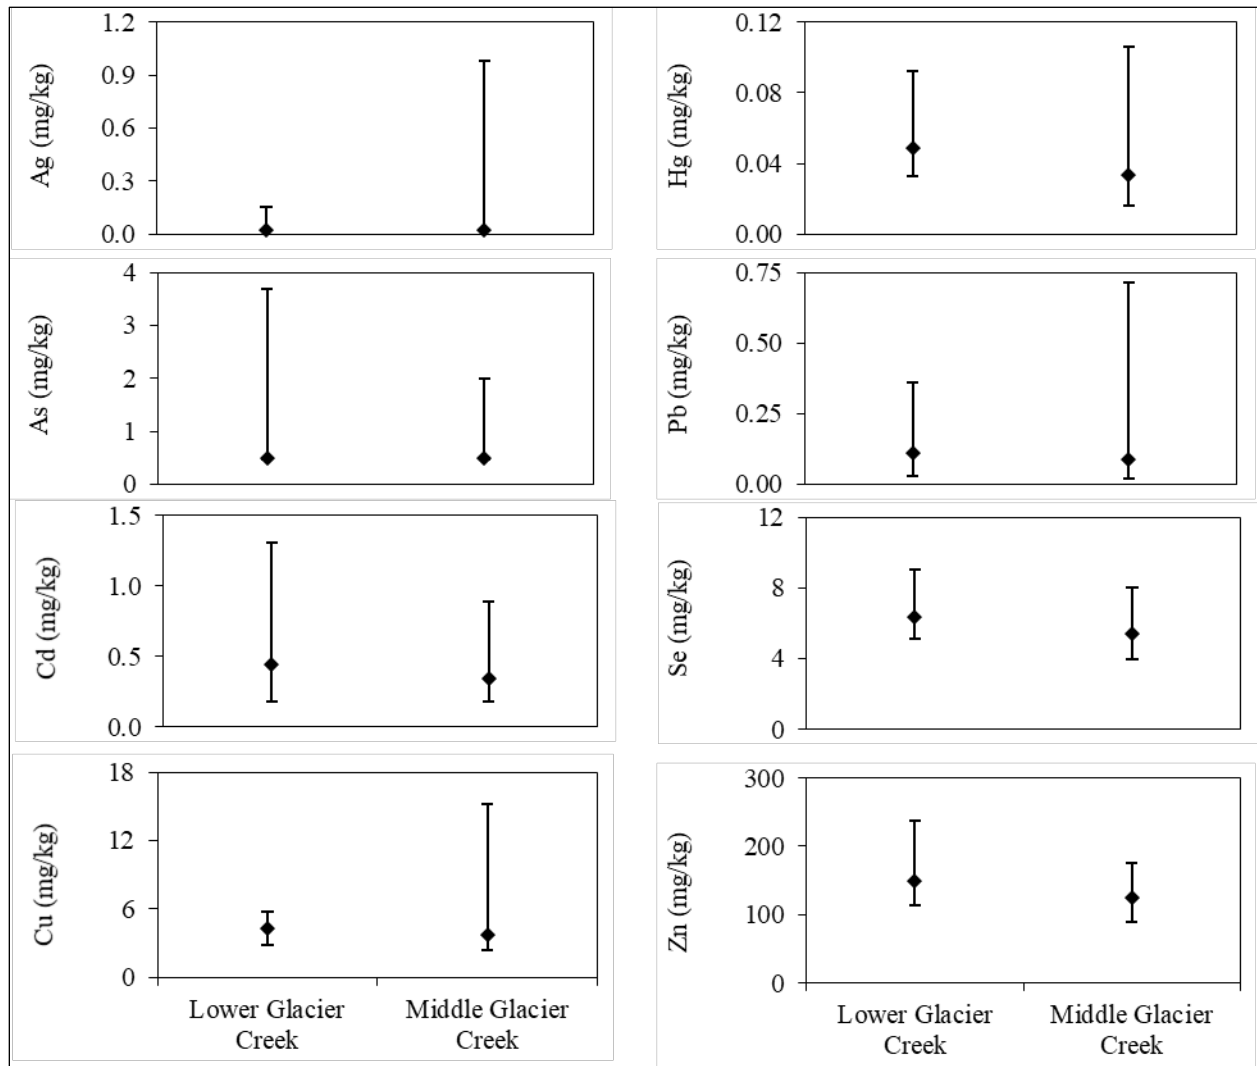 Ag (mg/kg)
1.2
0.9
0.6
0.3
0.0
Hg (mg/kg)
0.12
0.08
0.04
0.00
As (mg/kg)
4
3
2
1
0
Pb (mg/kg)
0.75
0.50
0.25
0.00
Cd (mg/kg)
1.5
1.0
0.5
0.0
Se (mg/kg)
12
8
4
0
Cu (mg/kg)
18
12
6
0
Lower Glacier
Creek
Middle Glacier
Creek
Zn (mg/kg)
300
200
100
0
Lower Glacier
Creek
Middle Glacier
Creek